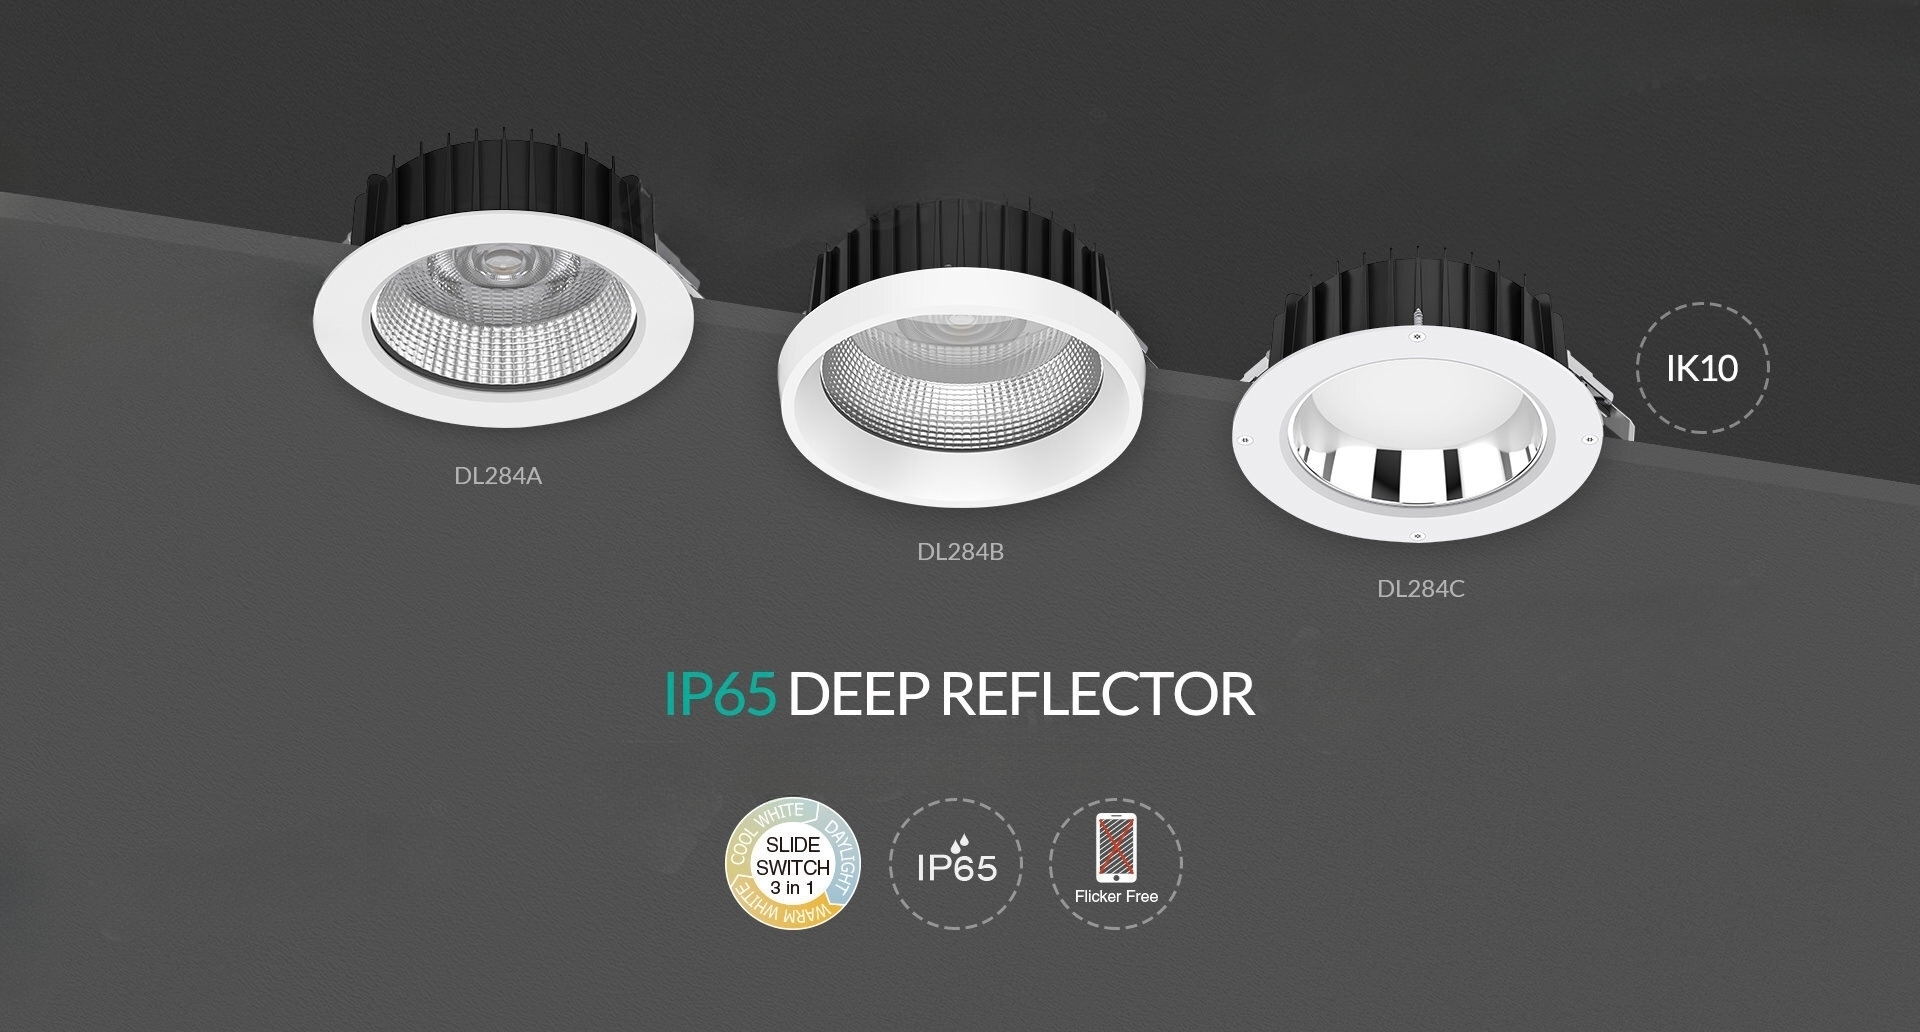 IK10
DL284A
DL284B
DL284C
IP65 DEEP REFLECTOR
COOL WHITE
DAYLIGHT
WARM WHITE
SLIDE
SWITCH
3 in 1
IP65
Flicker Free